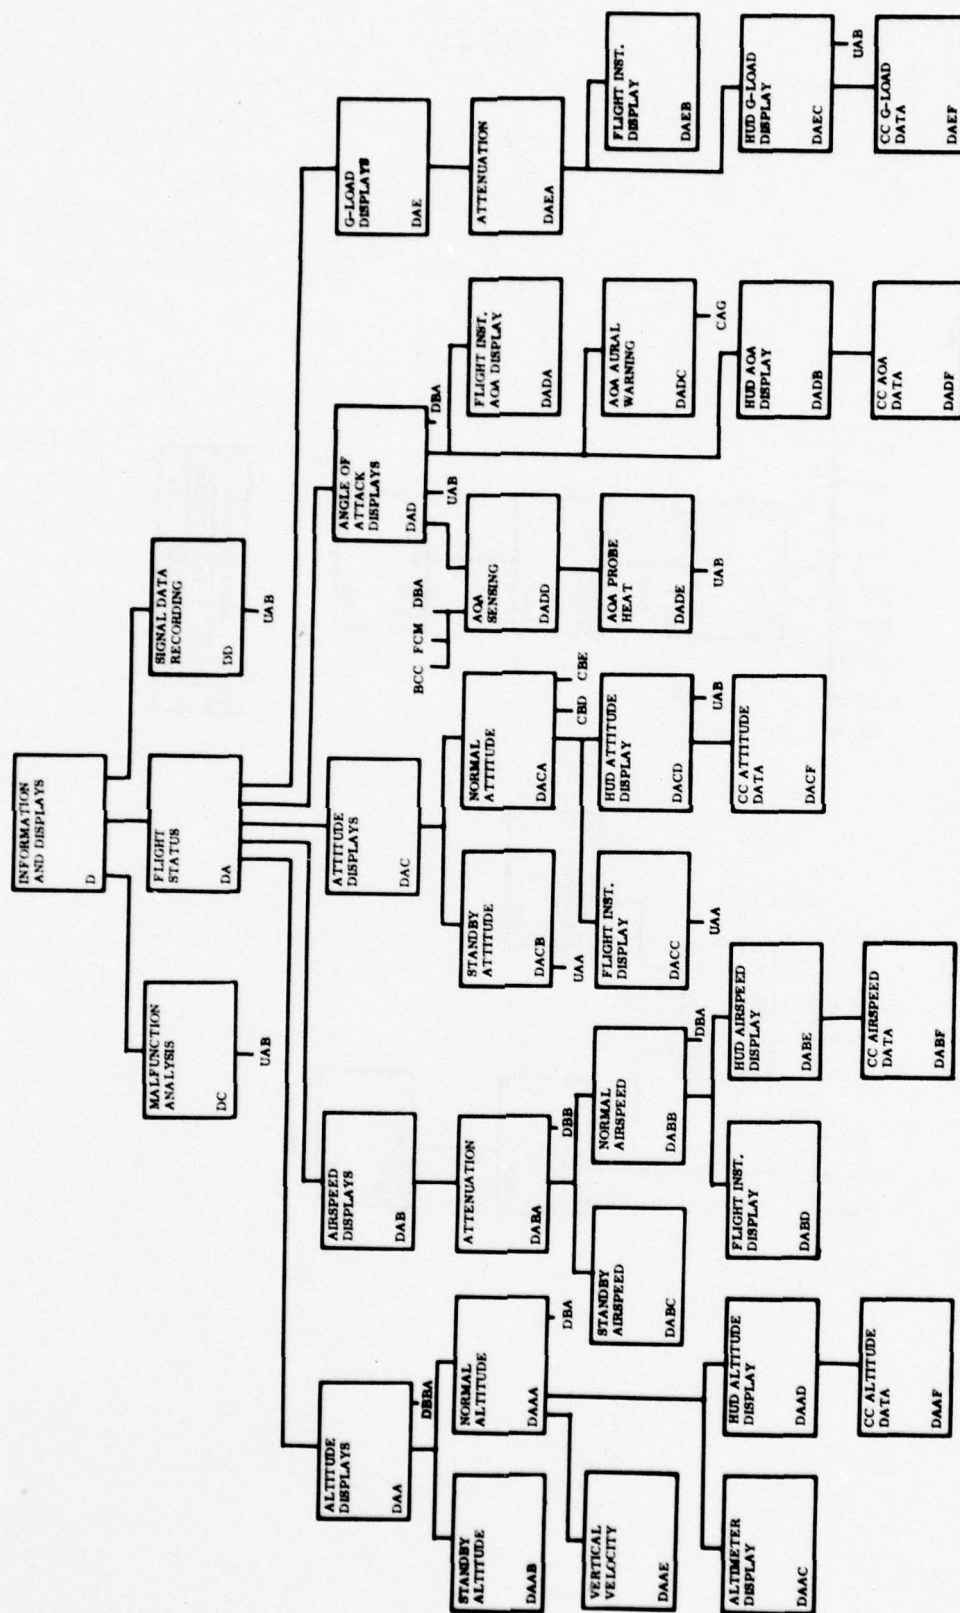 INFORMATION
AND DISPLAYS
D
MALFUNCTION
ANALYSIS
DC
UAB
FLIGHT
STATUS
DA
SIGNAL DATA
RECORDING
DD
UAB
ALTITUDE
DISPLAYS
DAA
DBBA
AIRSPEED
DISPLAYS
DAB
ATTITUDE
DISPLAYS
DAC
ANGLE OF
ATTACK
DISPLAYS
DAD
UAB
DBA
G-LOAD
DISPLAYS
DAE
STANDBY
ALTITUDE
DAAB
NORMAL
ALTITUDE
DAAA
DBA
ATTENUATION
DABA
DBB
STANDBY
ATTITUDE
DACB
UAA
NORMAL
ATTITUDE
DACA
CBD
CBE
BCC
FCM
DBA
AOA
SENSING
DADD
FLIGHT INST.
AOA DISPLAY
DADA
ATTENUATION
DAEA
VERTICAL
VELOCITY
DAAE
STANDBY
AIRSPEED
DABC
NORMAL
AIRSPEED
DABB
DBA
FLIGHT INST.
DISPLAY
DACC
UAA
HUD ATTITUDE
DISPLAY
DACD
UAB
AOA PROBE
HEAT
DADE
UAB
AOA AURAL
WARNING
DADC
CAG
FLIGHT INST.
DISPLAY
DAEB
ALTIMETER
DISPLAY
DAAC
HUD ALTITUDE
DISPLAY
DAAD
FLIGHT INST.
DISPLAY
DABD
HUD AIRSPEED
DISPLAY
DABE
CC ATTITUDE
DATA
DACF
HUD AOA
DISPLAY
DADB
HUD G-LOAD
DISPLAY
DAEC
UAB
CC ALTITUDE
DATA
DAAF
CC AIRSPEED
DATA
DABF
CC AOA
DATA
DADF
CC G-LOAD
DATA
DAEF